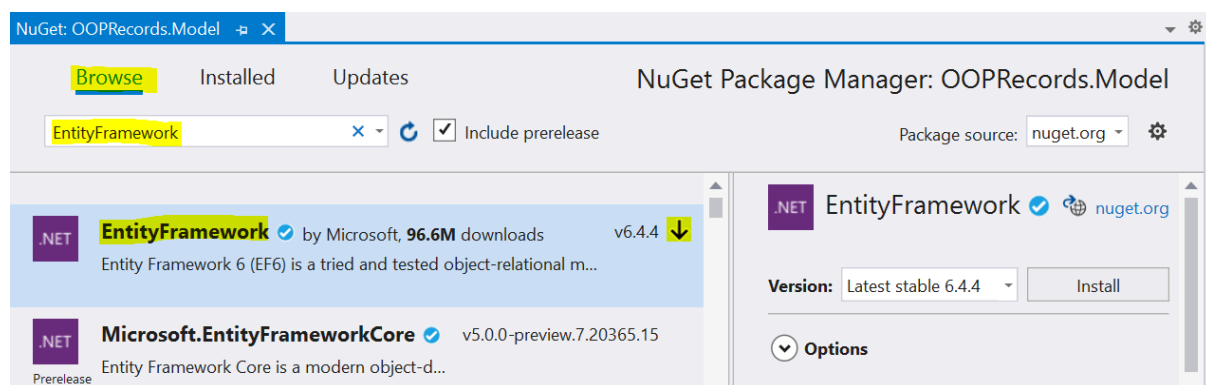 NuGet: OOPRecords.Model
Browse Installed Updates
NuGet Package Manager: OOPRecords.Model
EntityFramework
Include prerelease
Package source: nuget.org
.NET
EntityFramework by Microsoft, 96.6M downloads v6.4.4
Entity Framework 6 (EF6) is a tried and tested object-relational m...
.NET
Microsoft.EntityFrameworkCore v5.0.0-preview.7.20365.15
Entity Framework Core is a modern object-d...
Prerelease
.NET
EntityFramework nuget.org
Version: Latest stable 6.4.4 Install
Options